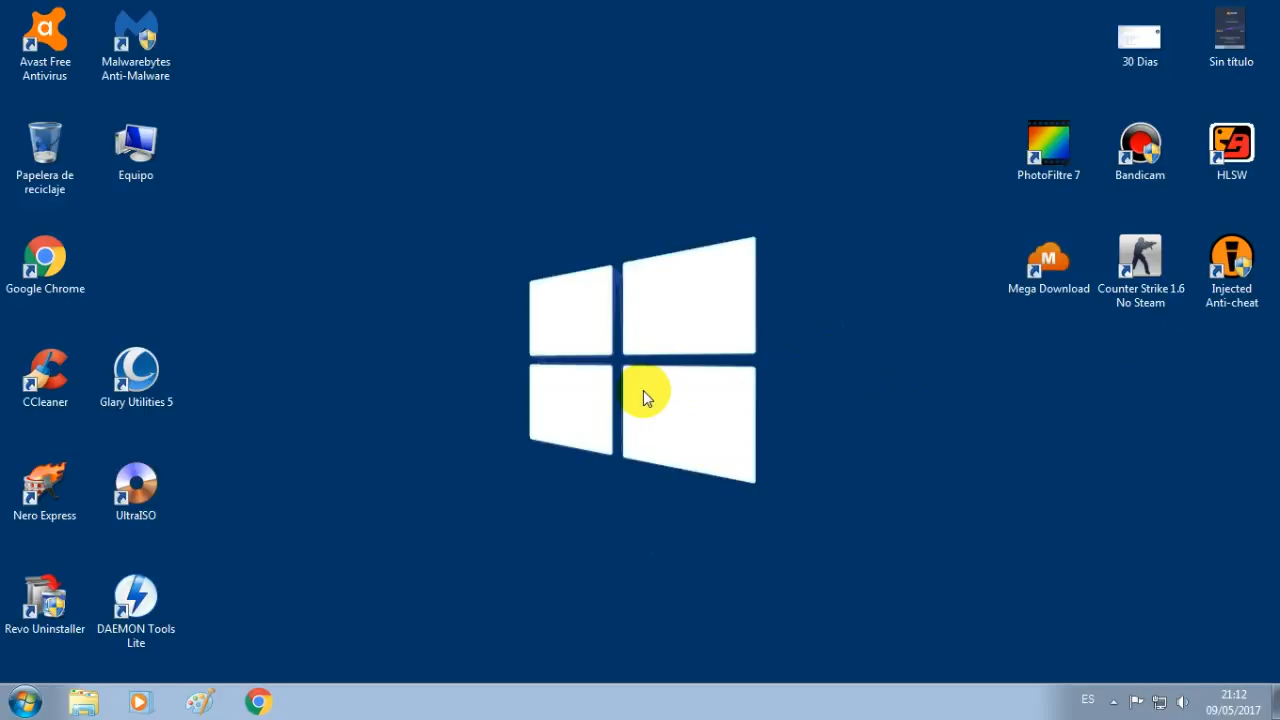 Avast Free
Antivirus
Malwarebytes
Anti-Malware
30 Dias
Sin título
Papelera de
reciclaje
Equipo
PhotoFiltre 7
Bandicam
HLSW
Google Chrome
Mega Download
Counter Strike 1.6
No Steam
Injected
Anti-cheat
CCleaner
Glary Utilities 5
Nero Express
UltraISO
Revo Uninstaller
DAEMON Tools
Lite
ES
21:12
09/05/2017